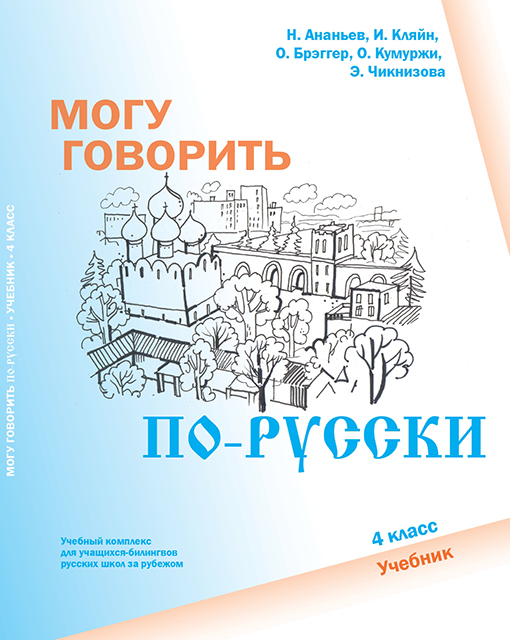 Н. Ананьев, И. Кляйн,
О. Брэггер, О. Кумуржи,
Э. Чикнизова
МОГУ
ГОВОРИТЬ
ПО-РУССКИ
Учебный комплекс
для учащихся-билингвов
русских школ за рубежом
4 класс
Учебник
МОГУ ГОВОРИТЬ ПО-РУССКИ • УЧЕБНИК • 4 КЛАСС